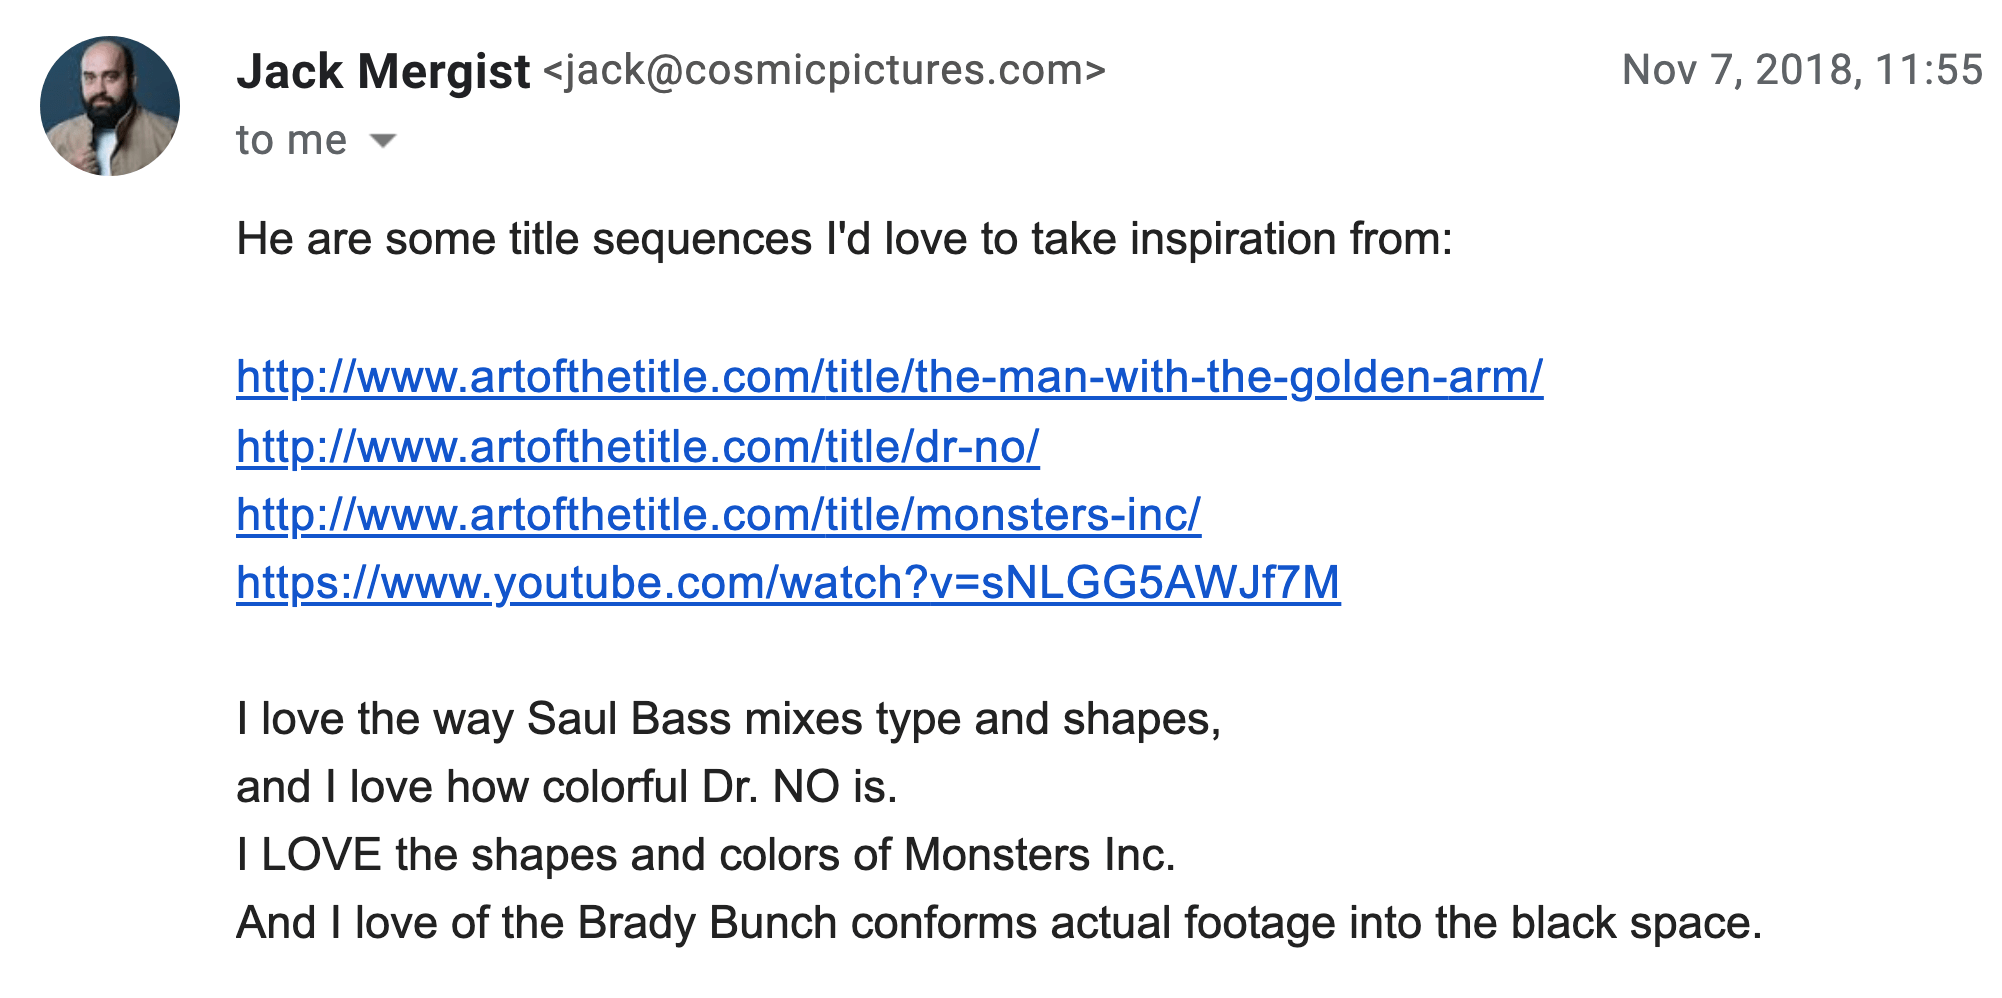 Jack Mergist <jack@cosmicpictures.com> Nov 7, 2018, 11:55
to me
He are some title sequences I'd love to take inspiration from:
http://www.artofthetitle.com/title/the-man-with-the-golden-arm/
http://www.artofthetitle.com/title/dr-no/
http://www.artofthetitle.com/title/monsters-inc/
https://www.youtube.com/watch?v=sNLGG5AWJf7M
I love the way Saul Bass mixes type and shapes,
and I love how colorful Dr. NO is.
I LOVE the shapes and colors of Monsters Inc.
And I love of the Brady Bunch conforms actual footage into the black space.